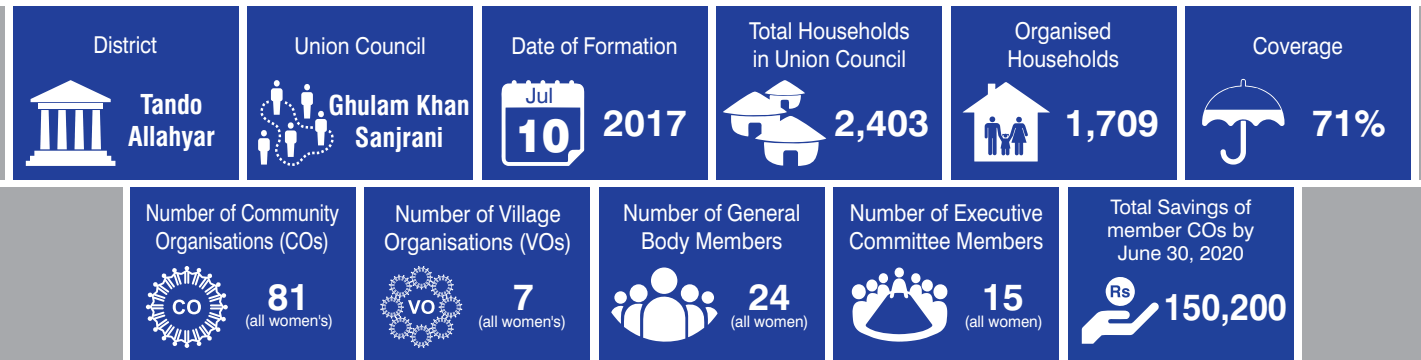 District
Tando
Allahyar
Union Council
Ghulam Khan
Sanjrani
Date of Formation
Jul
10
2017
Total Households
in Union Council
2,403
Organised
Households
1,709
Coverage
71%
Number of Community
Organisations (COs)
CO
81
(all women's)
Number of Village
Organisations (VOs)
VO
7
(all women's)
Number of General
Body Members
24
(all women)
Number of Executive
Committee Members
15
(all women)
Total Savings of
member COs by
June 30, 2020
Rs
150,200